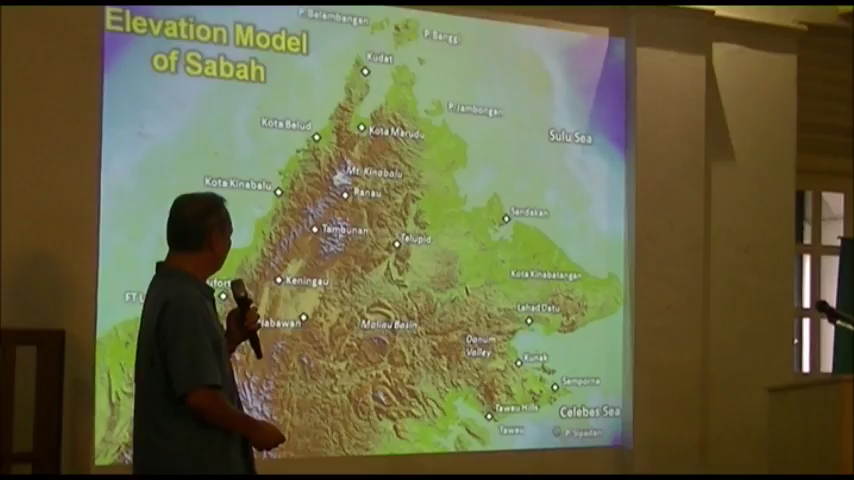 Elevation Model
of Sabah
P. Balambangan
P. Banggi
Kudat
P. Jambongan
Kota Belud
Kota Marudu
Sulu Sea
Mt. Kinabalu
Kota Kinabalu
Ranau
Sandakan
Tambunan
Telupid
Kota Kinabatangan
Keningau
Lahad Datu
Maliau Basin
Danum
Valley
Kunak
Semporna
Tawau Hills
Celebes Sea
Tawau
P. Sipadan